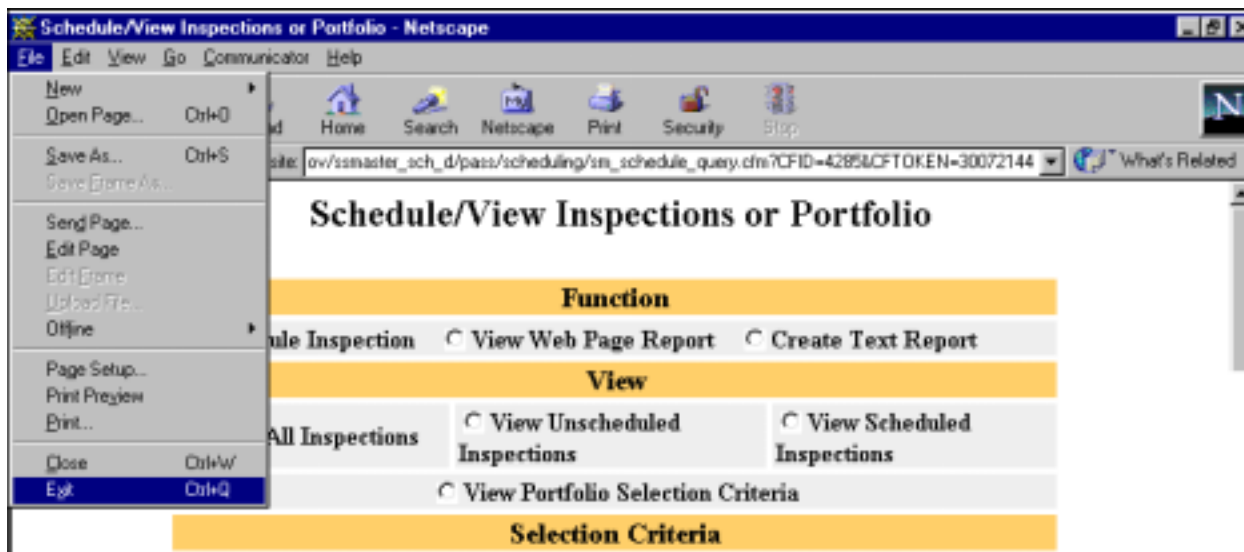 Schedule/View Inspections or Portfolio - Netscape
File Edit View Go Communicator Help
New
Open Page... Ctrl+O
Save As... Ctrl+S
Save Frame As...
Send Page...
Edit Page
Edit Frame
Upload File...
Offline
Page Setup...
Print Preview
Print...
Close Ctrl+W
Exit Ctrl+Q
ad Home Search Netscape Print Security Stop
My
N
site: ov/ssmaster_sch_d/pass/scheduling/sm_schedule_query.cfm?CFID=4285&CFTOKEN=30072144 What's Related
Schedule/View Inspections or Portfolio
Function
ule Inspection View Web Page Report Create Text Report
View
All Inspections View Unscheduled Inspections View Scheduled Inspections
View Portfolio Selection Criteria
Selection Criteria